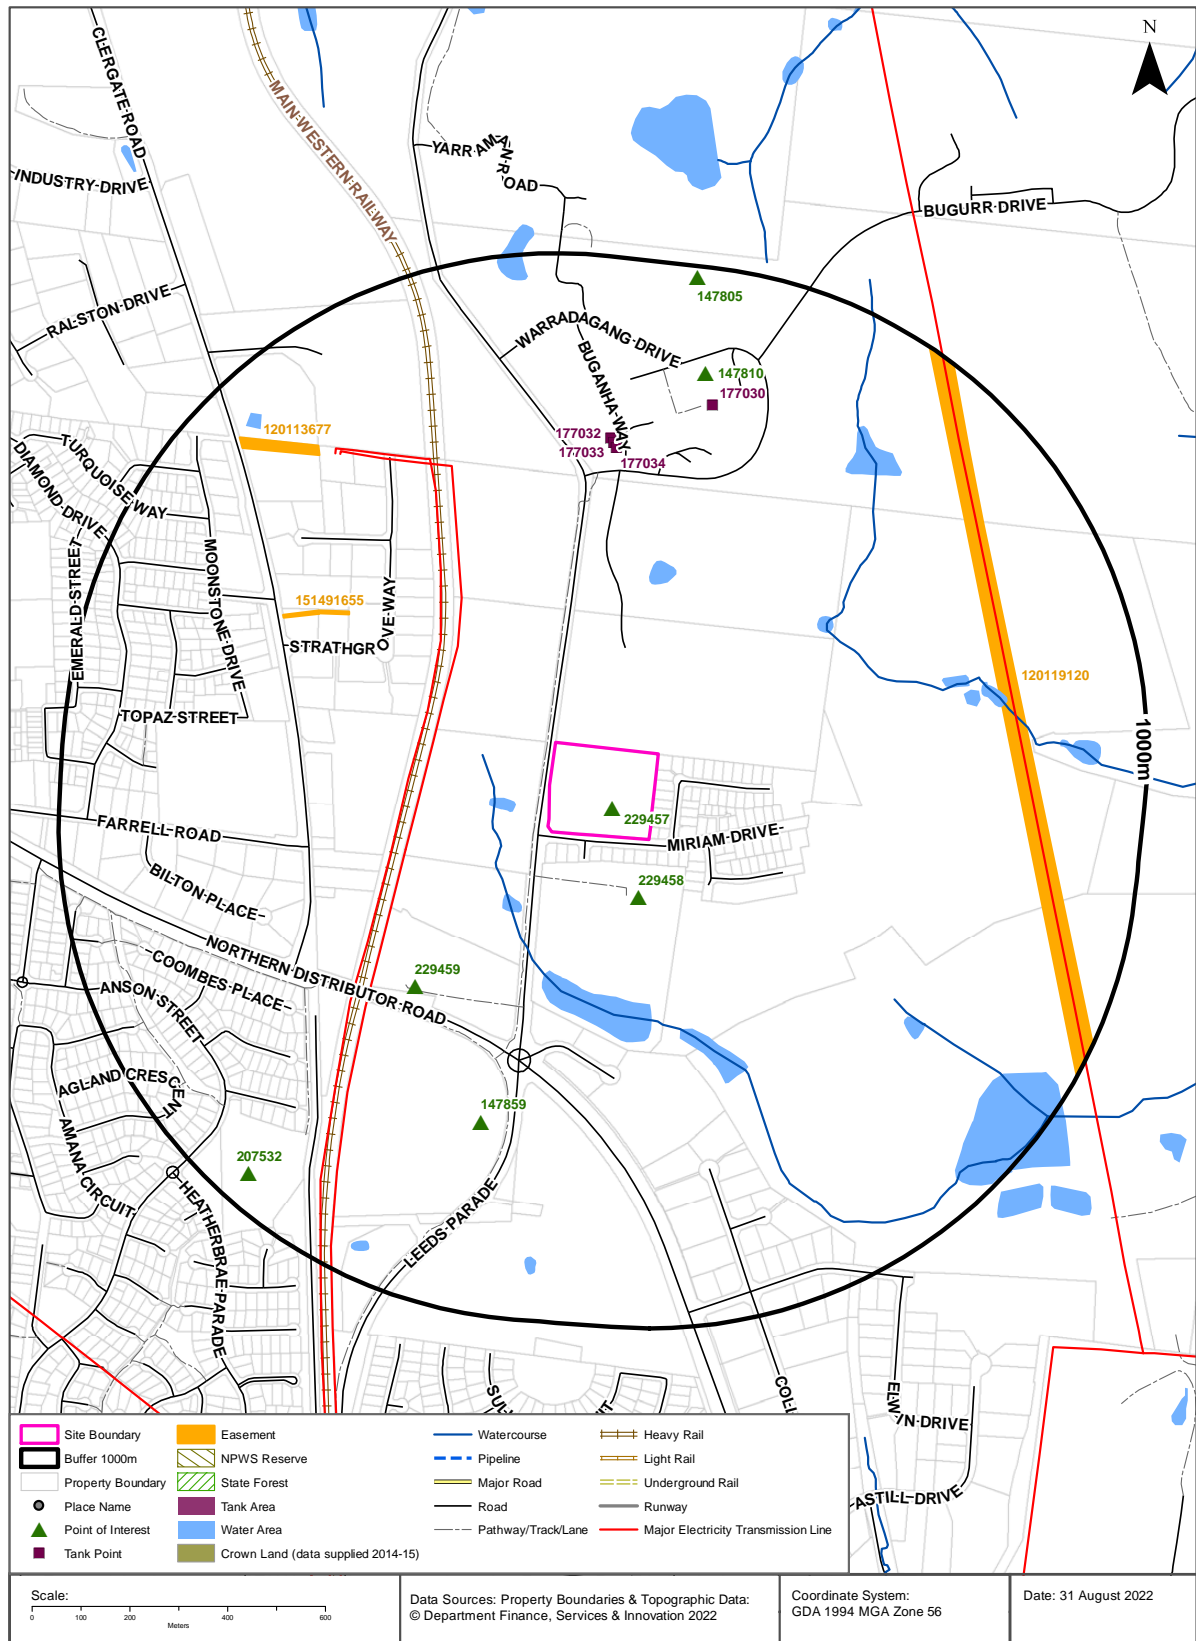 N
CLERGATE ROAD
MAIN WESTERN RAILWAY
YARRAMAN ROAD
INDUSTRY DRIVE
BUGURR DRIVE
147805
RALSTON DRIVE
WARRADAGANG DRIVE
BUGANHA WAY
147810
177030
120113677
177032
177033
177034
TURQUOISE WAY
DIAMOND DRIVE
EMERALD STREET
MOONSTONE DRIVE
151491655
STRATHGROVE WAY
120119120
TOPAZ STREET
1000m
229457
FARRELL ROAD
MIRIAM DRIVE
BILTON PLACE
229458
NORTHERN DISTRIBUTOR ROAD
COOMBES PLACE
229459
ANSON STREET
AGLAND CRESCENT
147859
AMANA CIRCUIT
207532
HEATHERBRAE PARADE
LEEDS PARADE
COLL
ELWIN DRIVE
ASTILL DRIVE
Site Boundary
Buffer 1000m
Property Boundary
Place Name
Point of Interest
Tank Point
Easement
NPWS Reserve
State Forest
Tank Area
Water Area
Crown Land (data supplied 2014-15)
Watercourse
Pipeline
Major Road
Road
Pathway/Track/Lane
Heavy Rail
Light Rail
Underground Rail
Runway
Major Electricity Transmission Line
Scale:
0 100 200 400 600
Meters
Data Sources: Property Boundaries & Topographic Data:
© Department Finance, Services & Innovation 2022
Coordinate System:
GDA 1994 MGA Zone 56
Date: 31 August 2022